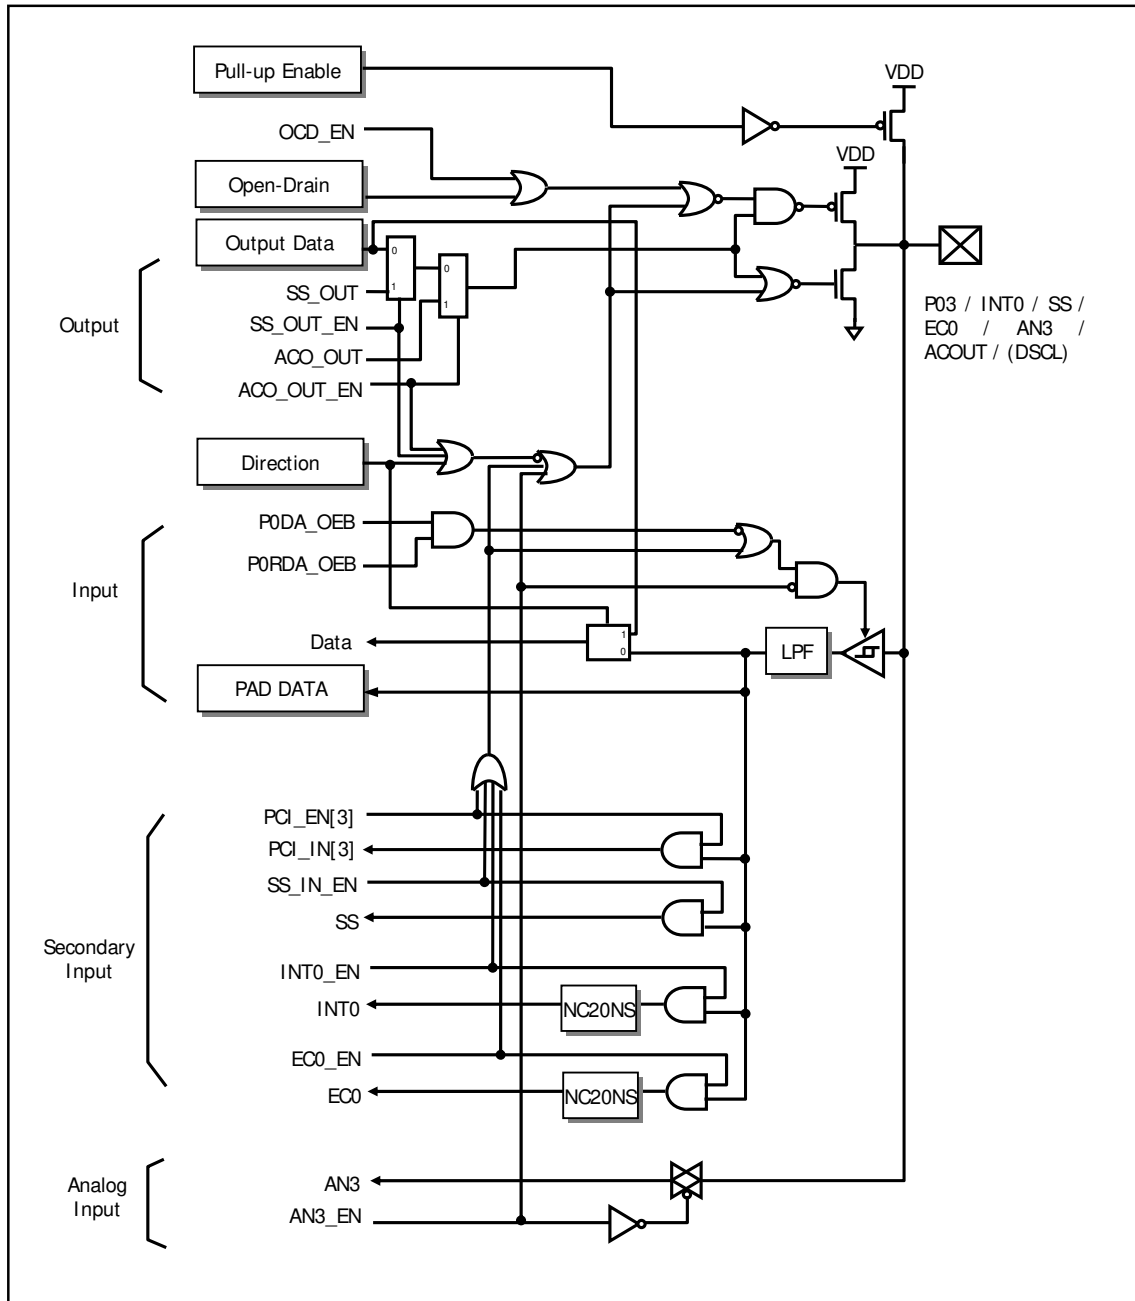 Pull-up Enable
VDD
OCD_EN
VDD
Open-Drain
Output Data
0
1
0
1
SS_OUT
Output
SS_OUT_EN
ACO_OUT
ACO_OUT_EN
P03 / INT0 / SS /
EC0 / AN3 /
ACOUT / (DSCL)
Direction
P0DA_OEB
P0RDA_OEB
Input
Data
1
0
LPF
PAD DATA
PCI_EN[3]
PCI_IN[3]
SS_IN_EN
SS
Secondary
Input
INT0_EN
INT0
NC20NS
EC0_EN
EC0
NC20NS
Analog
Input
AN3
AN3_EN